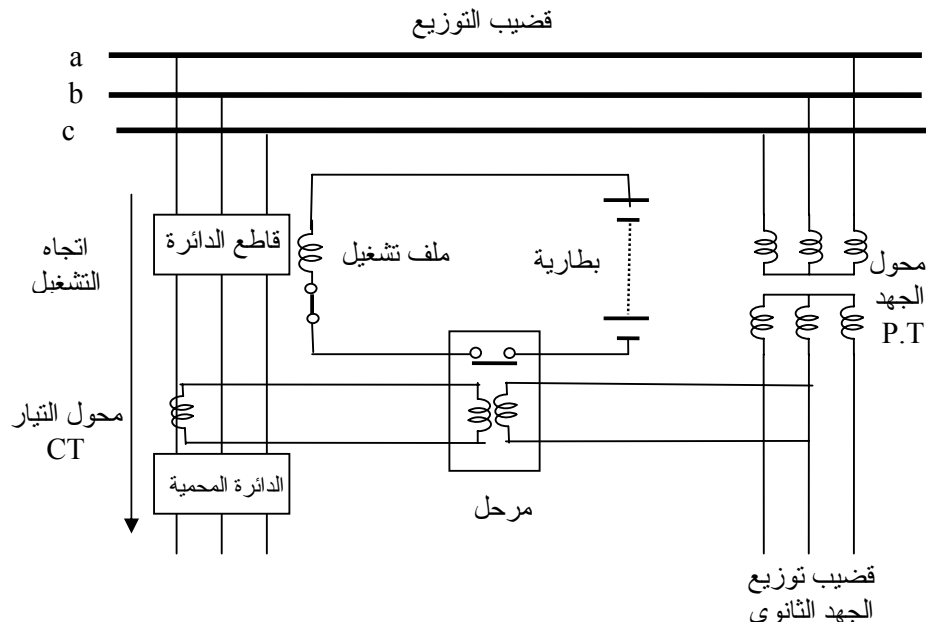 قضيب التوزيع
a
b
c
اتجاه
التشغبل
قاطع الدائرة
ملف تشغيل
بطارية
محول
الجهد
P.T
محول التيار
CT
الدائرة المحمية
مرحل
قضيب توزيع
الجهد الثانوي